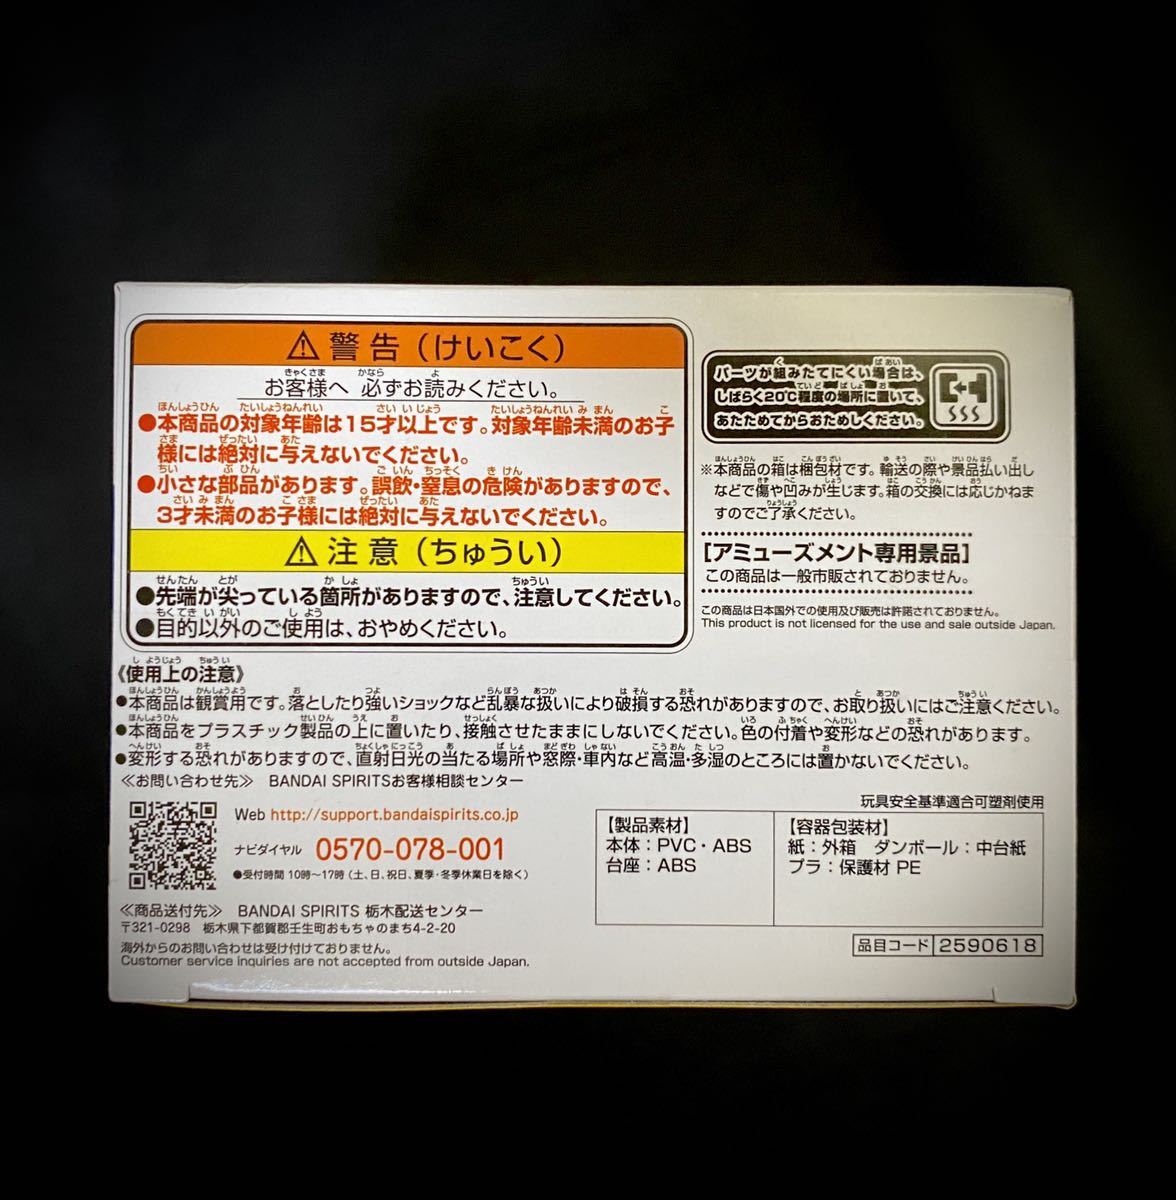 ⚠警告（けいこく）
お客様へ 必ずお読みください。
●本商品の対象年齢は15才以上です。対象年齢未満のお子
様には絶対に与えないでください。
●小さな部品があります。誤飲・窒息の危険がありますので、
3才未満のお子様には絶対に与えないでください。
⚠注意（ちゅうい）
●先端が尖っている箇所がありますので、注意してください。
●目的以外のご使用は、おやめください。
パーツが組みたてにくい場合は、
しばらく20℃程度の場所に置いて、
あたためてからおためしください。
※本商品の箱は梱包材です。輸送の際や景品払い出し
などで傷や凹みが生じます。箱の交換には応じかねま
すのでご了承ください。
［アミューズメント専用景品］
この商品は一般市販されておりません。
この商品は日本国外での使用及び販売は許諾されておりません。
This product is not licensed for the use and sale outside Japan.
《使用上の注意》
●本商品は観賞用です。落としたり強いショックなど乱暴な扱いにより破損する恐れがありますので、お取り扱いにはご注意ください。
●本商品をプラスチック製品の上に置いたり、接触させたままにしないでください。色の付着や変形などの恐れがあります。
●変形する恐れがありますので、直射日光の当たる場所や窓際・車内など高温・多湿のところには置かないでください。
≪お問い合わせ先≫ BANDAI SPIRITSお客様相談センター
Web http://support.bandaispirits.co.jp
ナビダイヤル 0570-078-001
●受付時間 10時～17時（土、日、祝日、夏季・冬季休業日を除く）
≪商品送付先≫ BANDAI SPIRITS 栃木配送センター
〒321-0298 栃木県下都賀郡壬生町おもちゃのまち4-2-20
海外からのお問い合わせは受け付けておりません。
Customer service inquiries are not accepted from outside Japan.
玩具安全基準適合可塑剤使用
【製品素材】
本体：PVC・ABS
台座：ABS
【容器包装材】
紙：外箱 ダンボール：中台紙
プラ：保護材 PE
品目コード 2590618